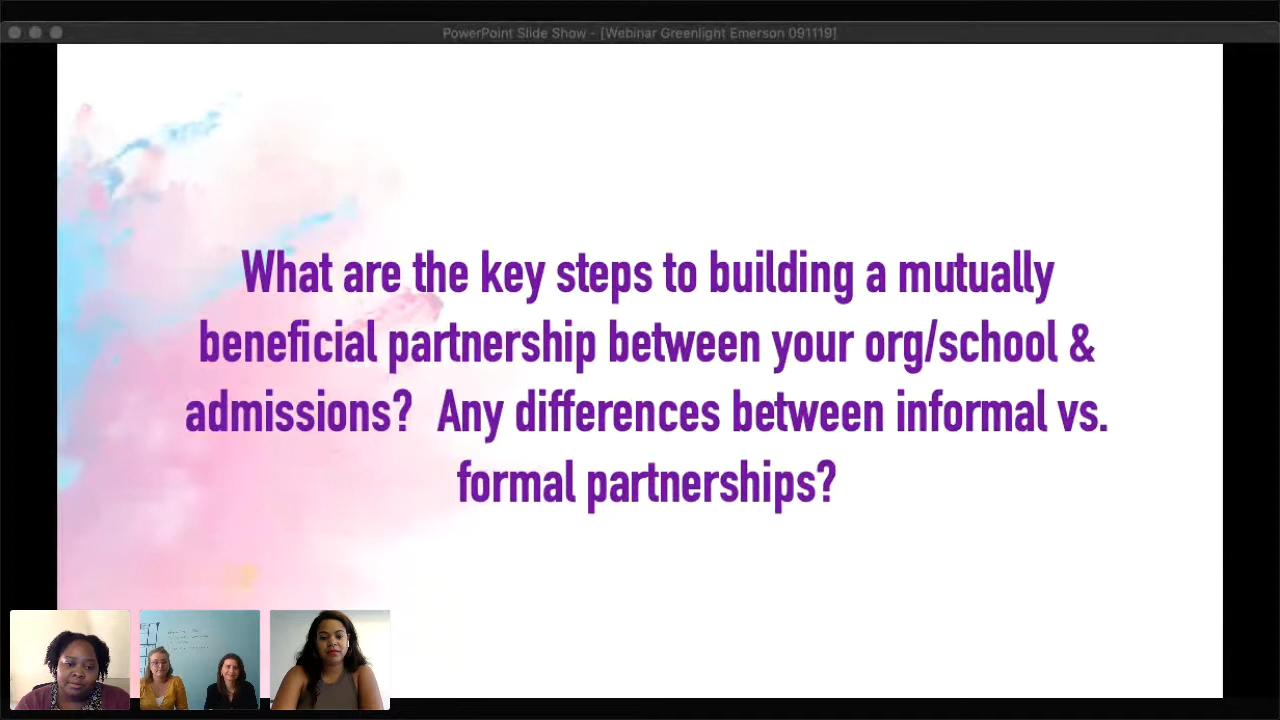 PowerPoint Slide Show - [Webinar Greenlight Emerson 091119]
What are the key steps to building a mutually
beneficial partnership between your org/school &
admissions? Any differences between informal vs.
formal partnerships?